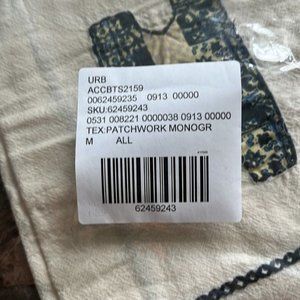 URB
ACCBTS2159
0062459235 0913 00000
SKU:62459243
0531 008221 0000038 0913 00000
TEX:PATCHWORK MONOGR
M ALL
62459243